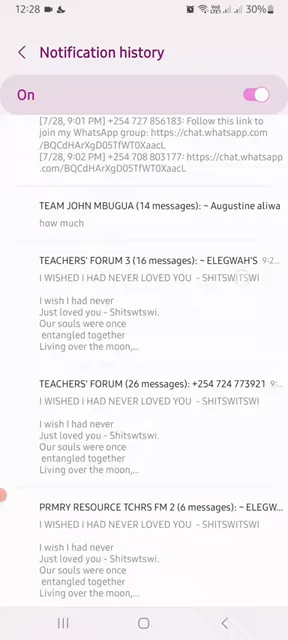 12:28 30%
Notification history
On
[7/28, 9:01 PM] +254 727 856183: Follow this link to
join my WhatsApp group: https://chat.whatsapp.com
/BQCdHArXgD05TfWT0XaacL
[7/28, 9:02 PM] +254 708 803177: https://chat.whatsapp
.com/BQCdHArXgD05TfWT0XaacL
TEAM JOHN MBUGUA (14 messages): ~ Augustine aliwa
how much
TEACHERS' FORUM 3 (16 messages): ~ ELEGWAH'S 9:2...
I WISHED I HAD NEVER LOVED YOU - SHITSWITSWI
I wish I had never
Just loved you - Shitswtswi.
Our souls were once
entangled together
Living over the moon,...
TEACHERS' FORUM (26 messages): +254 724 773921 9:...
I WISHED I HAD NEVER LOVED YOU - SHITSWITSWI
I wish I had never
Just loved you - Shitswtswi.
Our souls were once
entangled together
Living over the moon,...
PRMRY RESOURCE TCHRS FM 2 (6 messages): ~ ELEGW...
I WISHED I HAD NEVER LOVED YOU - SHITSWITSWI
I wish I had never
Just loved you - Shitswtswi.
Our souls were once
entangled together
Living over the moon,...